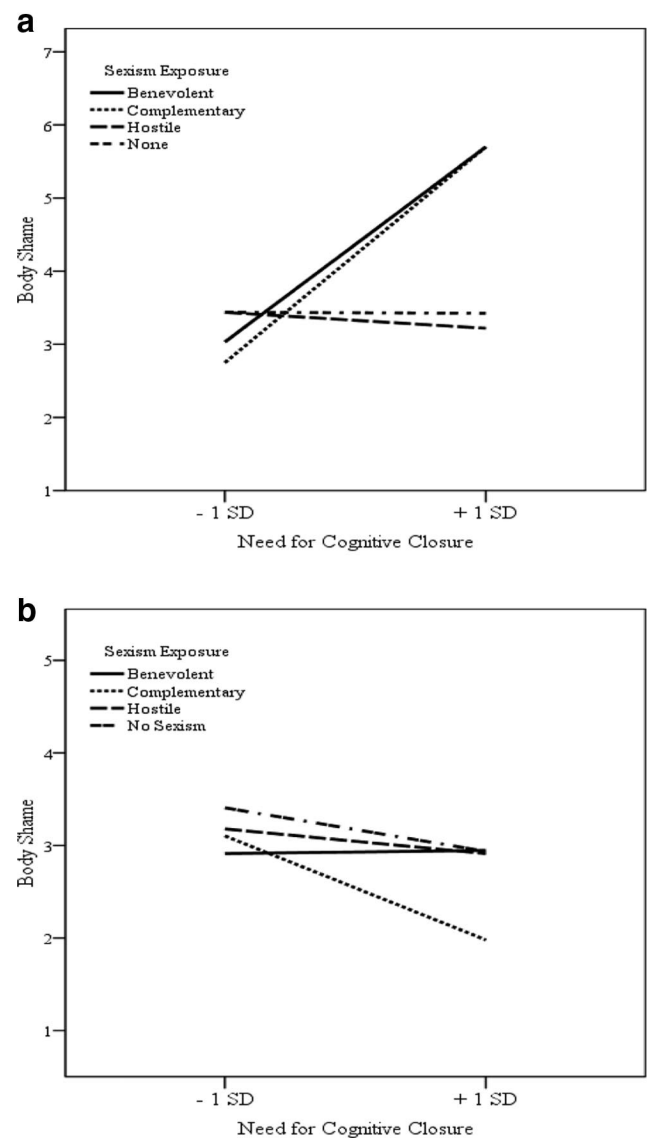 a
7
6
5
4
3
2
1
Body Shame
Sexism Exposure
Benevolent
Complementary
Hostile
None
- 1 SD
+ 1 SD
Need for Cognitive Closure
b
5
4
3
2
1
Body Shame
Sexism Exposure
Benevolent
Complementary
Hostile
No Sexism
- 1 SD
+ 1 SD
Need for Cognitive Closure